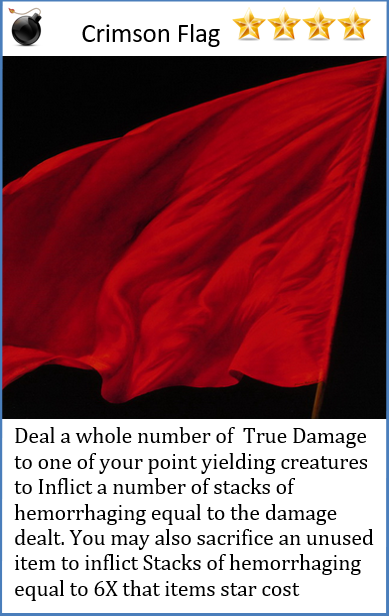 Crimson Flag
Deal a whole number of  True Damage
to one of your point yielding creatures
to Inflict a number of stacks of
hemorrhaging equal to the damage
dealt. You may also sacrifice an unused
item to inflict Stacks of hemorrhaging
equal to 6X that items star cost